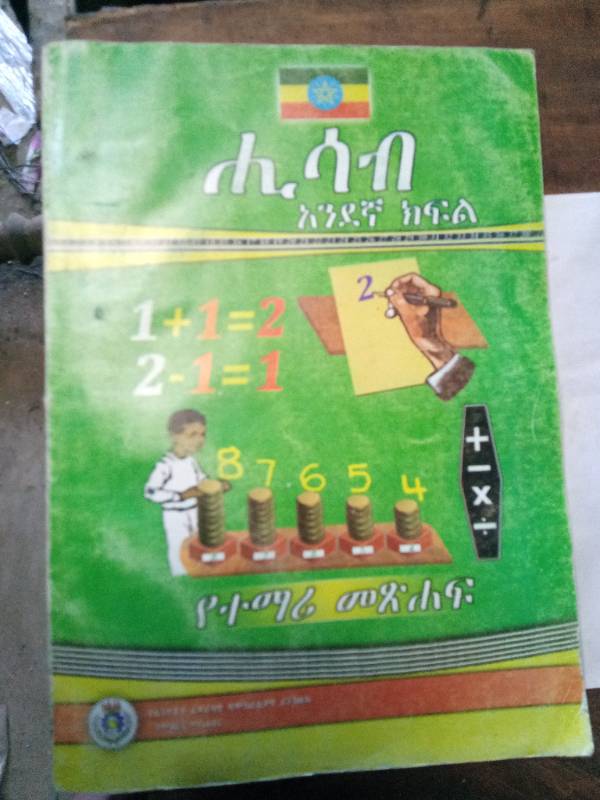 ሒሳብ
አንደኛ ክፍል
1+1=2
2-1=1
2
8 7 6 5 4
+
−
x
÷
የተማሪ መጽሐፍ